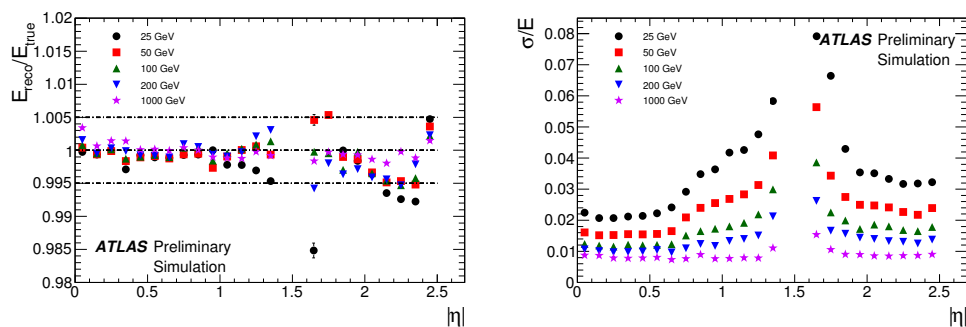 E_reco/E_true
1.02
1.015
1.01
1.005
1
0.995
0.99
0.985
0.98
25 GeV
50 GeV
100 GeV
200 GeV
1000 GeV
ATLAS Preliminary
Simulation
0 0.5 1 1.5 2 2.5
|η|
σ/E
0.08
0.07
0.06
0.05
0.04
0.03
0.02
0.01
0
25 GeV
50 GeV
100 GeV
200 GeV
1000 GeV
ATLAS Preliminary
Simulation
0 0.5 1 1.5 2 2.5
|η|